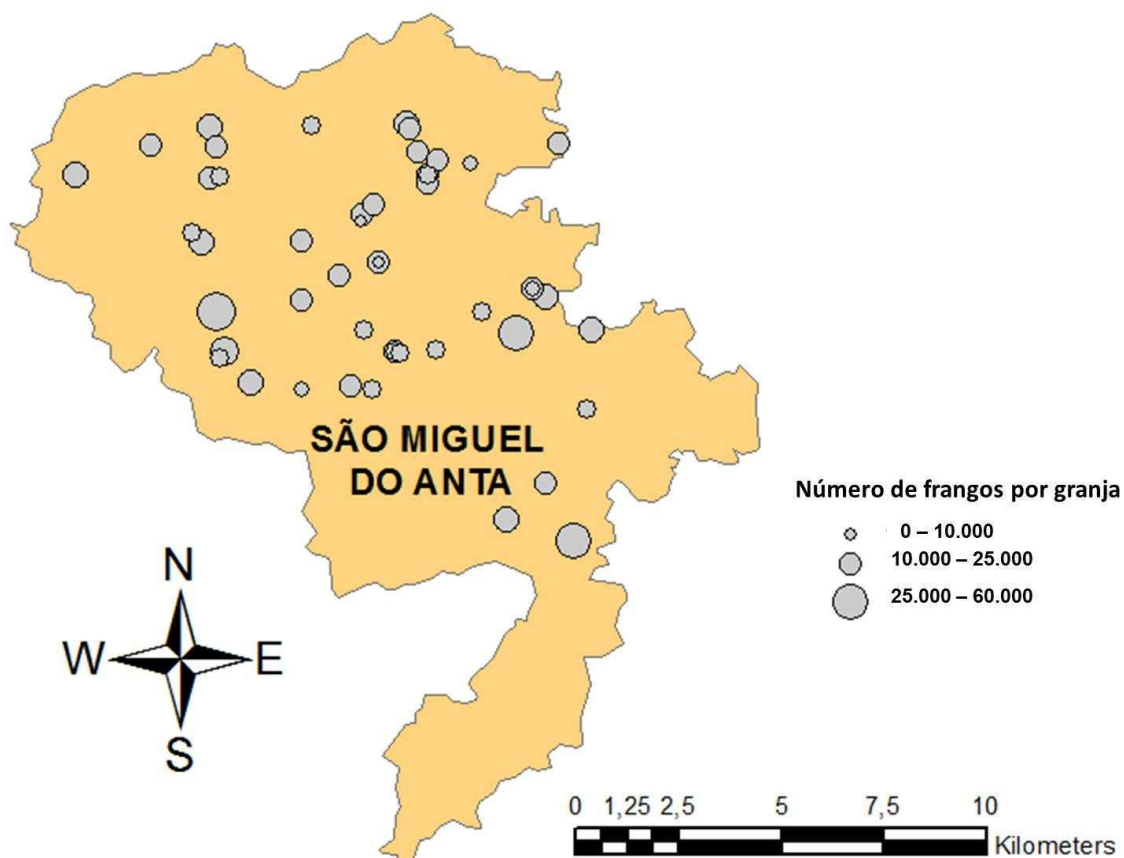 SÃO MIGUEL
DO ANTA
Número de frangos por granja
0 – 10.000
10.000 – 25.000
25.000 – 60.000
N
W E
S
0 1,25 2,5 5 7,5 10
Kilometers